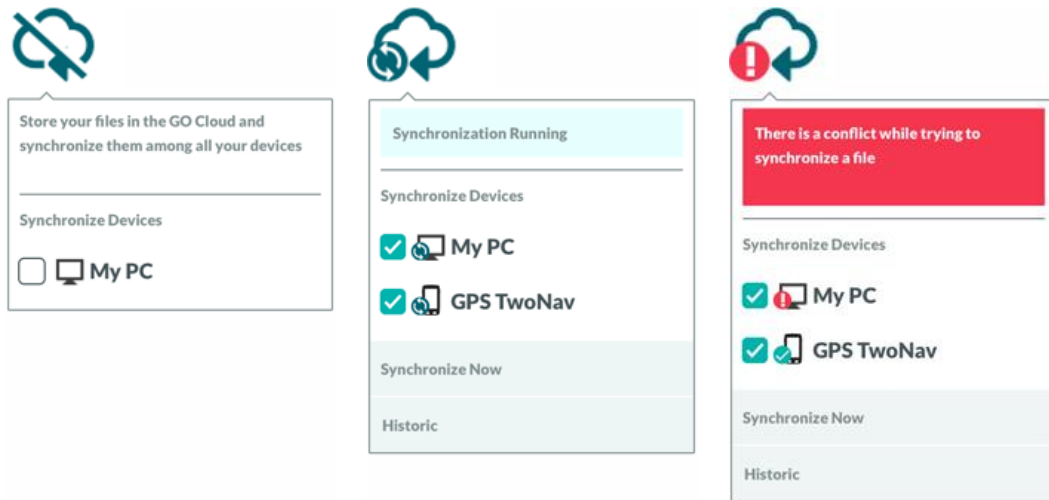 Store your files in the GO Cloud and
synchronize them among all your devices
Synchronize Devices
My PC
Synchronization Running
Synchronize Devices
My PC
GPS TwoNav
Synchronize Now
Historic
There is a conflict while trying to
synchronize a file
Synchronize Devices
My PC
GPS TwoNav
Synchronize Now
Historic